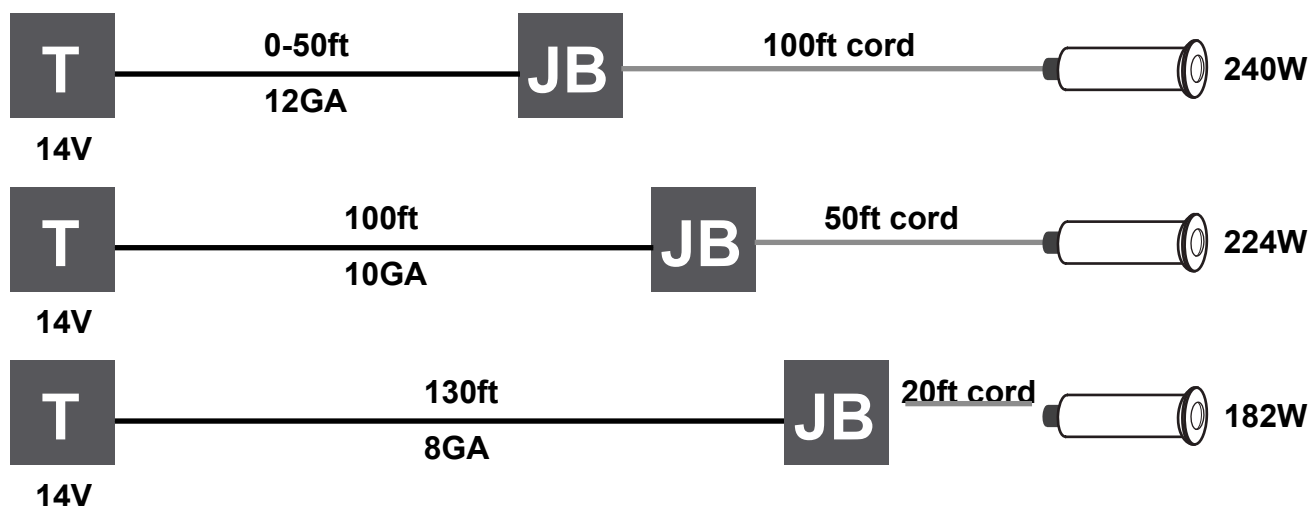 0-50ft 100ft cord
T JB 240W
12GA
14V
100ft 50ft cord
T JB 224W
10GA
14V
130ft 20ft cord
T JB 182W
8GA
14V